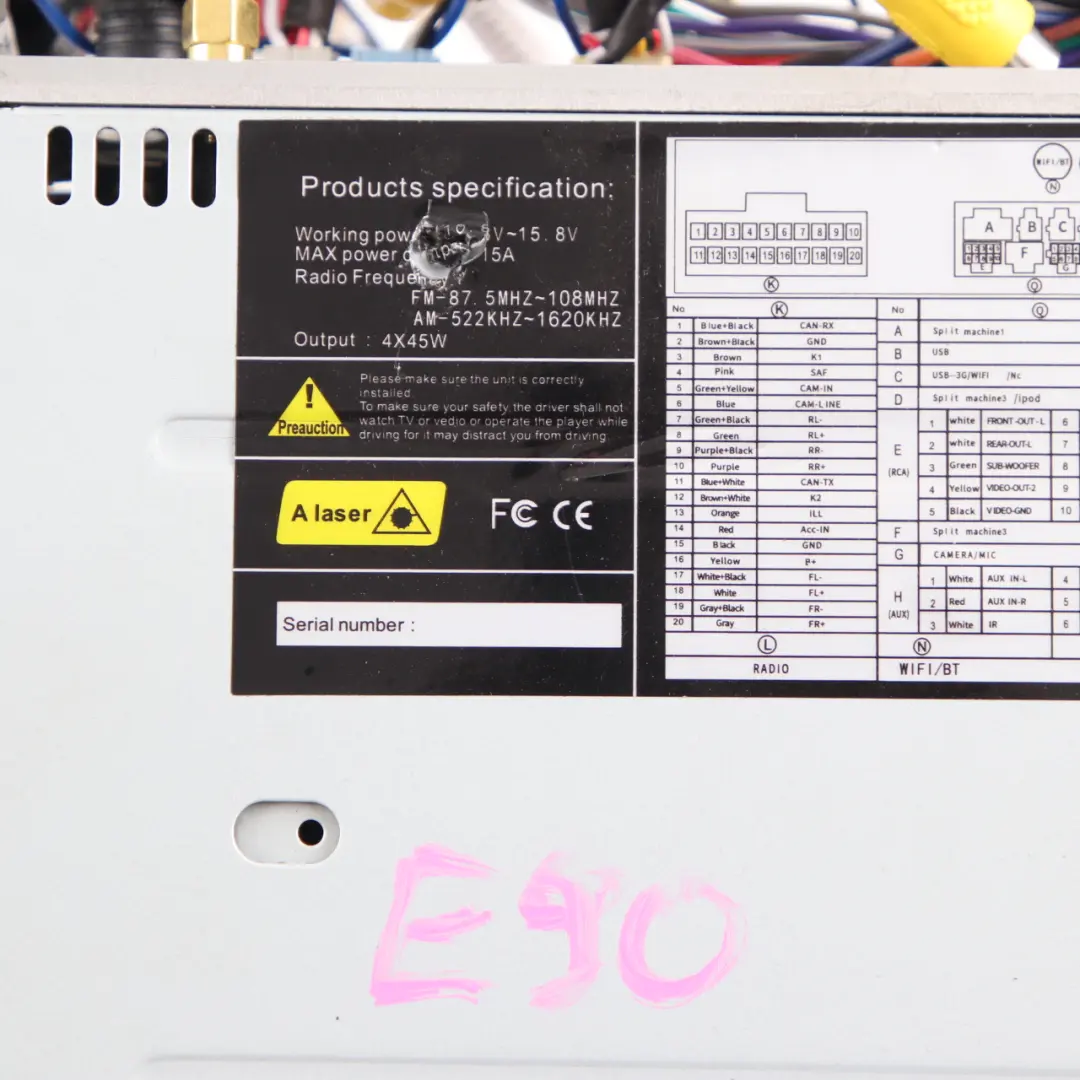 Products specification:
V~15.8V
MAX power 15A
Radio
FM-87.5MHZ~108MHZ
AM-522KHZ~1620KHZ
Output : 4X45W
Preauction
Please make sure the unit is correctly
installed.
To make sure your safety, the driver shall not
watch TV or vedio or operate the player while
driving for it may distract you from driving.
A laser
FC CE
Serial number :
WIFI/BT
N
1 2 3 4 5 6 7 8 9 10
11 12 13 14 15 16 17 18 19 20
K
A B C
E F G
Q
No K No Q
1 Blue+Black CAN-RX
2 Brown+Black GND
3 Brown K1
4 Pink SAF
5 Green+Yellow CAM-IN
6 Blue CAM-LINE
7 Green+Black RL-
8 Green RL+
9 Purple+Black RR-
10 Purple RR+
11 Blue+White CAN-TX
12 Brown+White K2
13 Orange ILL
14 Red Acc-IN
15 Black GND
16 Yellow B+
17 White+Black FL-
18 White FL+
19 Gray+Black FR-
20 Gray FR+
L
RADIO
A Split machine1
B USB
C USB-3G/WIFI /Nc
D Split machine3 /ipod
E (RCA)
1 White FRONT-OUT-L 6
2 white REAR-OUT-L 7
3 Green SUB-WOOFER 8
4 Yellow VIDEO-OUT-2 9
5 Black VIDEO-GND 10
F Split machine3
G CAMERA/MIC
H (AUX)
1 White AUX IN-L 4
2 Red AUX IN-R 5
3 White IR 6
N
WIFI/BT
E90